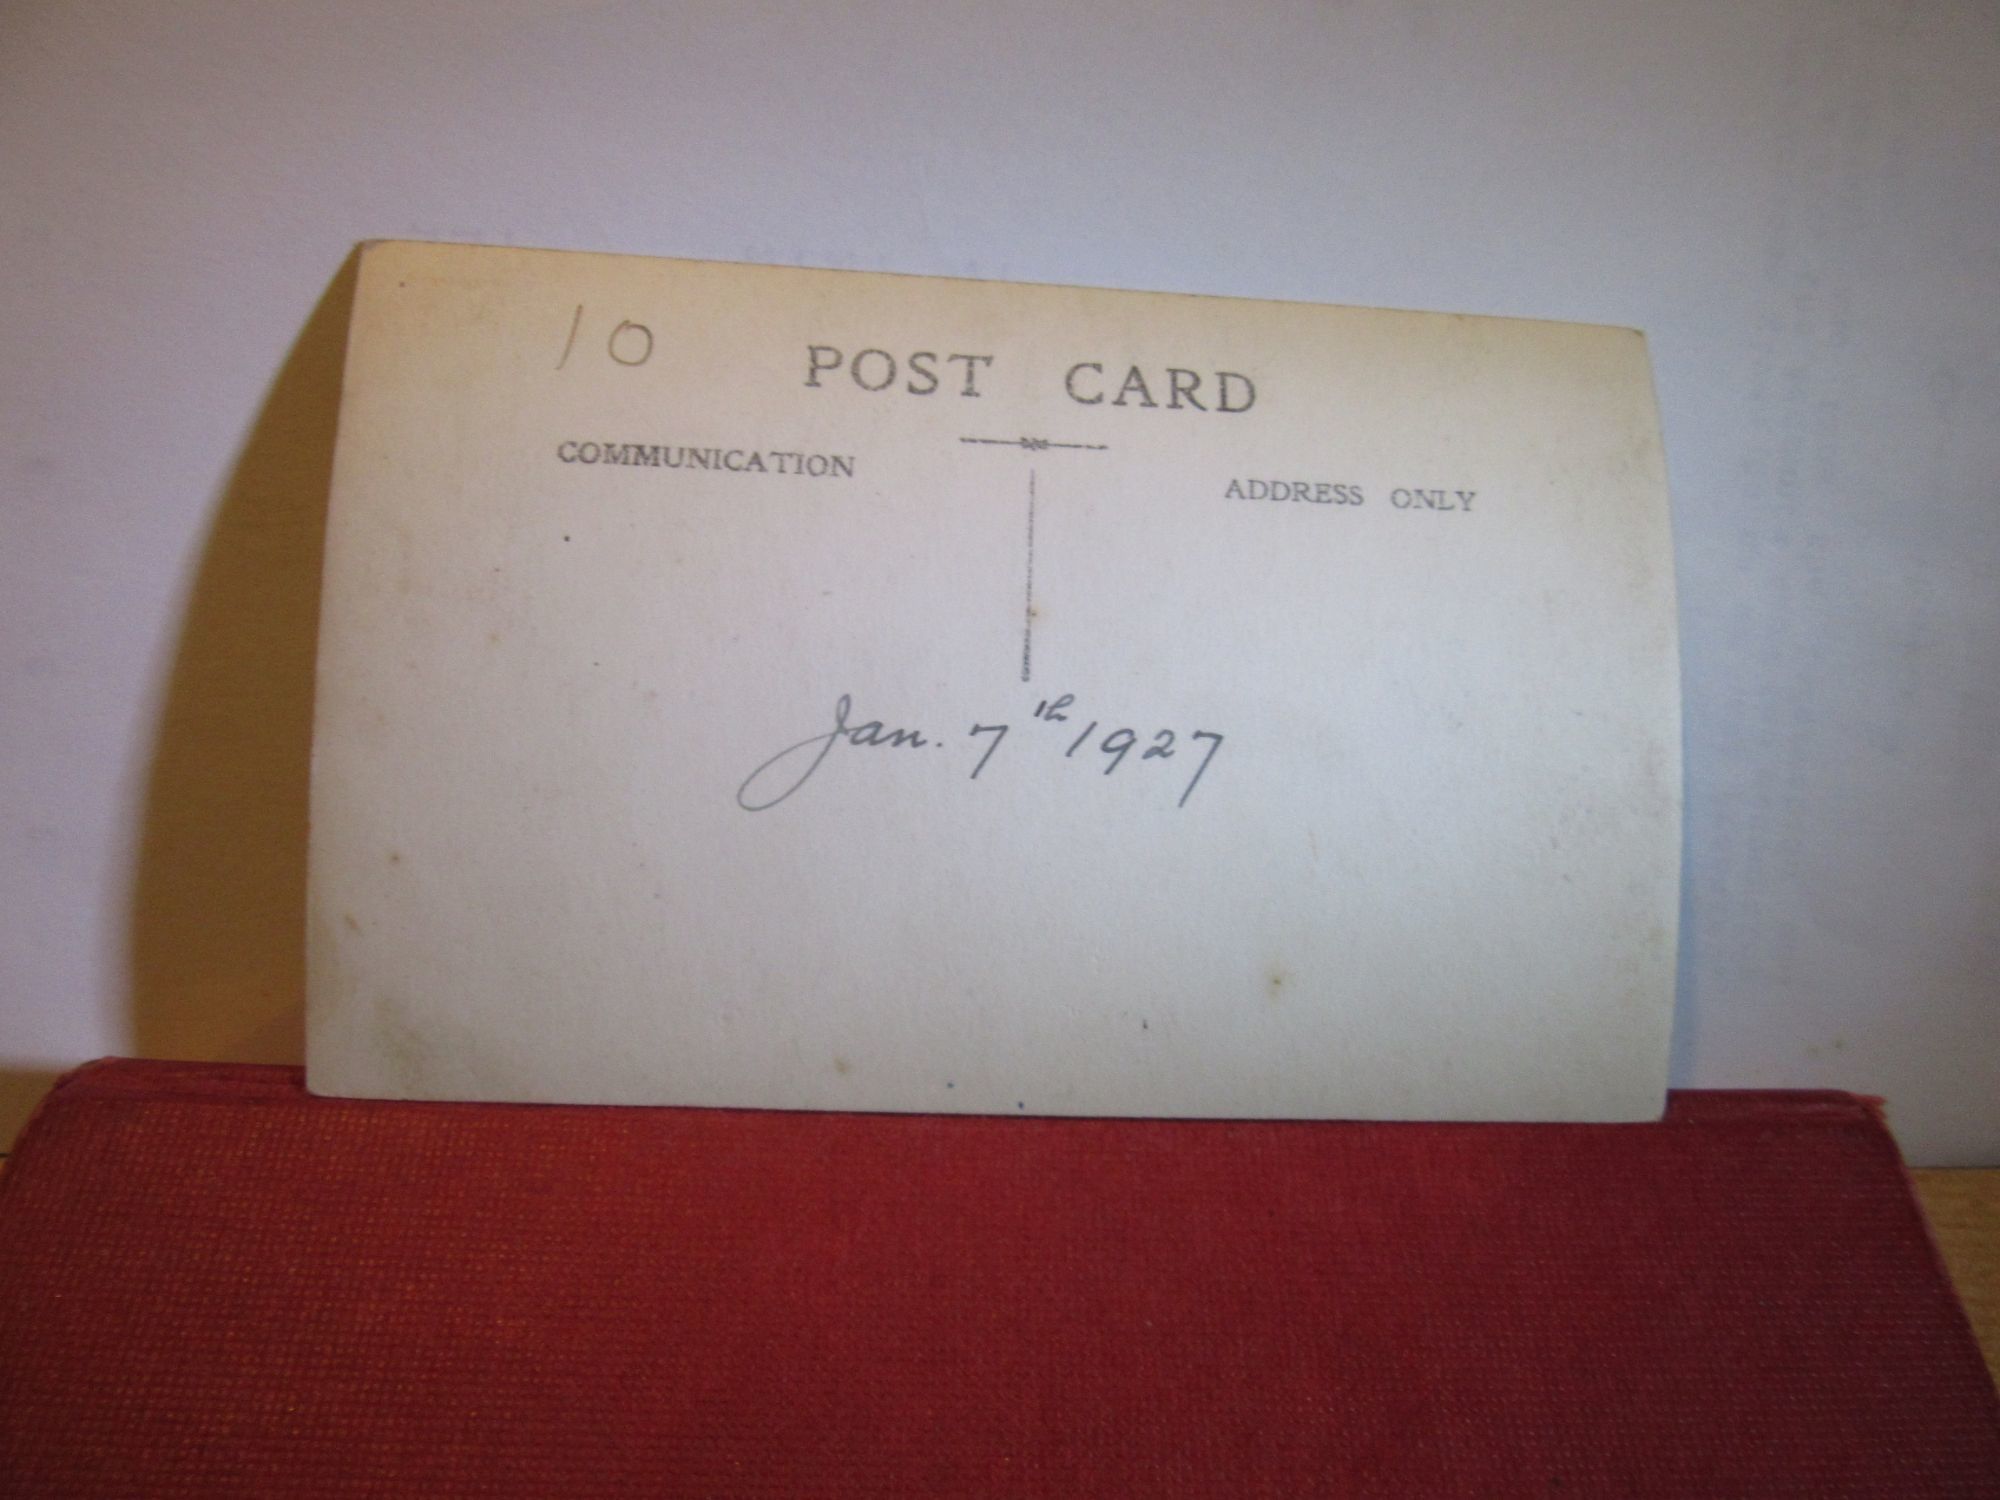 10
POST CARD
COMMUNICATION
ADDRESS ONLY
Jan. 7th 1927